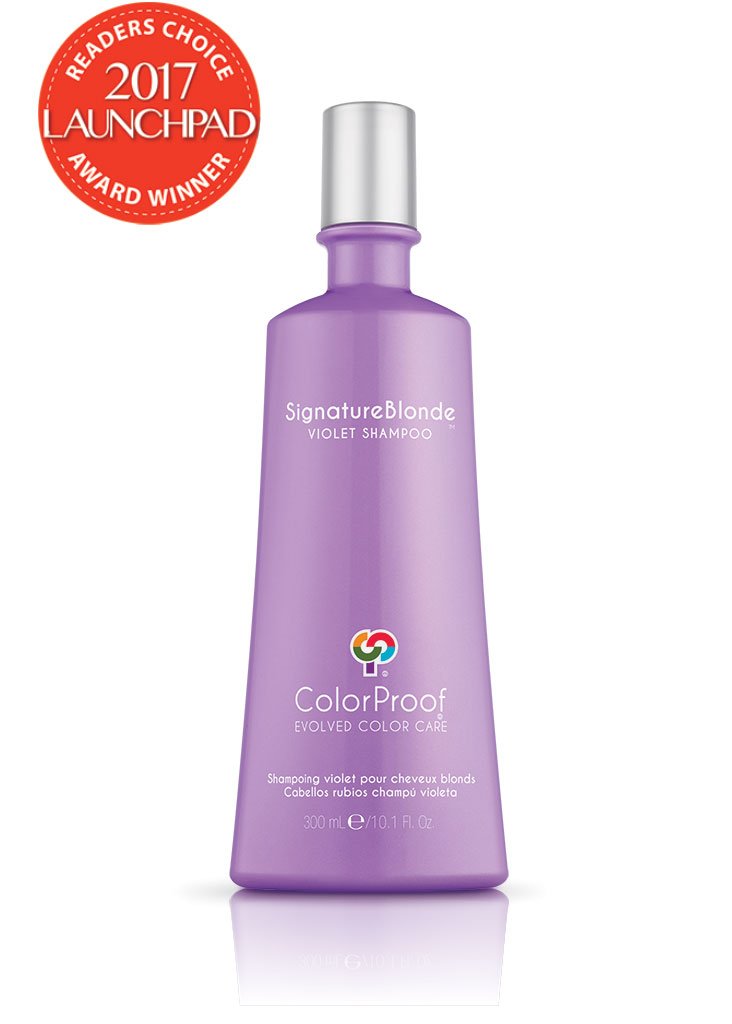 READERS CHOICE
2017
LAUNCHPAD
AWARD WINNER
SignatureBlonde™
VIOLET SHAMPOO
ColorProof
EVOLVED COLOR CARE
Shampoing violet pour cheveux blonds
Cabellos rubios champú violeta
300 mL℮/10.1 Fl. Oz.